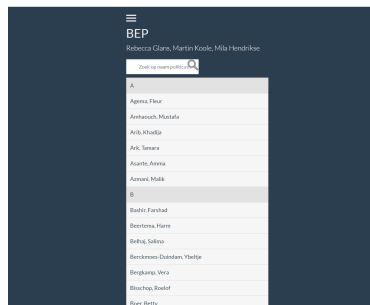 BEP
Rebecca Glans, Martin Koole, Mila Hendrikse
Zoek op naam politicus
A
Agema, Fleur
Amhaouch, Mustafa
Arib, Khadija
Ark, Tamara
Asante, Amma
Azmani, Malik
B
Bashir, Farshad
Beertema, Harm
Belhaj, Salima
Berckmoes-Duindam, Ybeltje
Bergkamp, Vera
Bisschop, Roelof
Boer, Betty